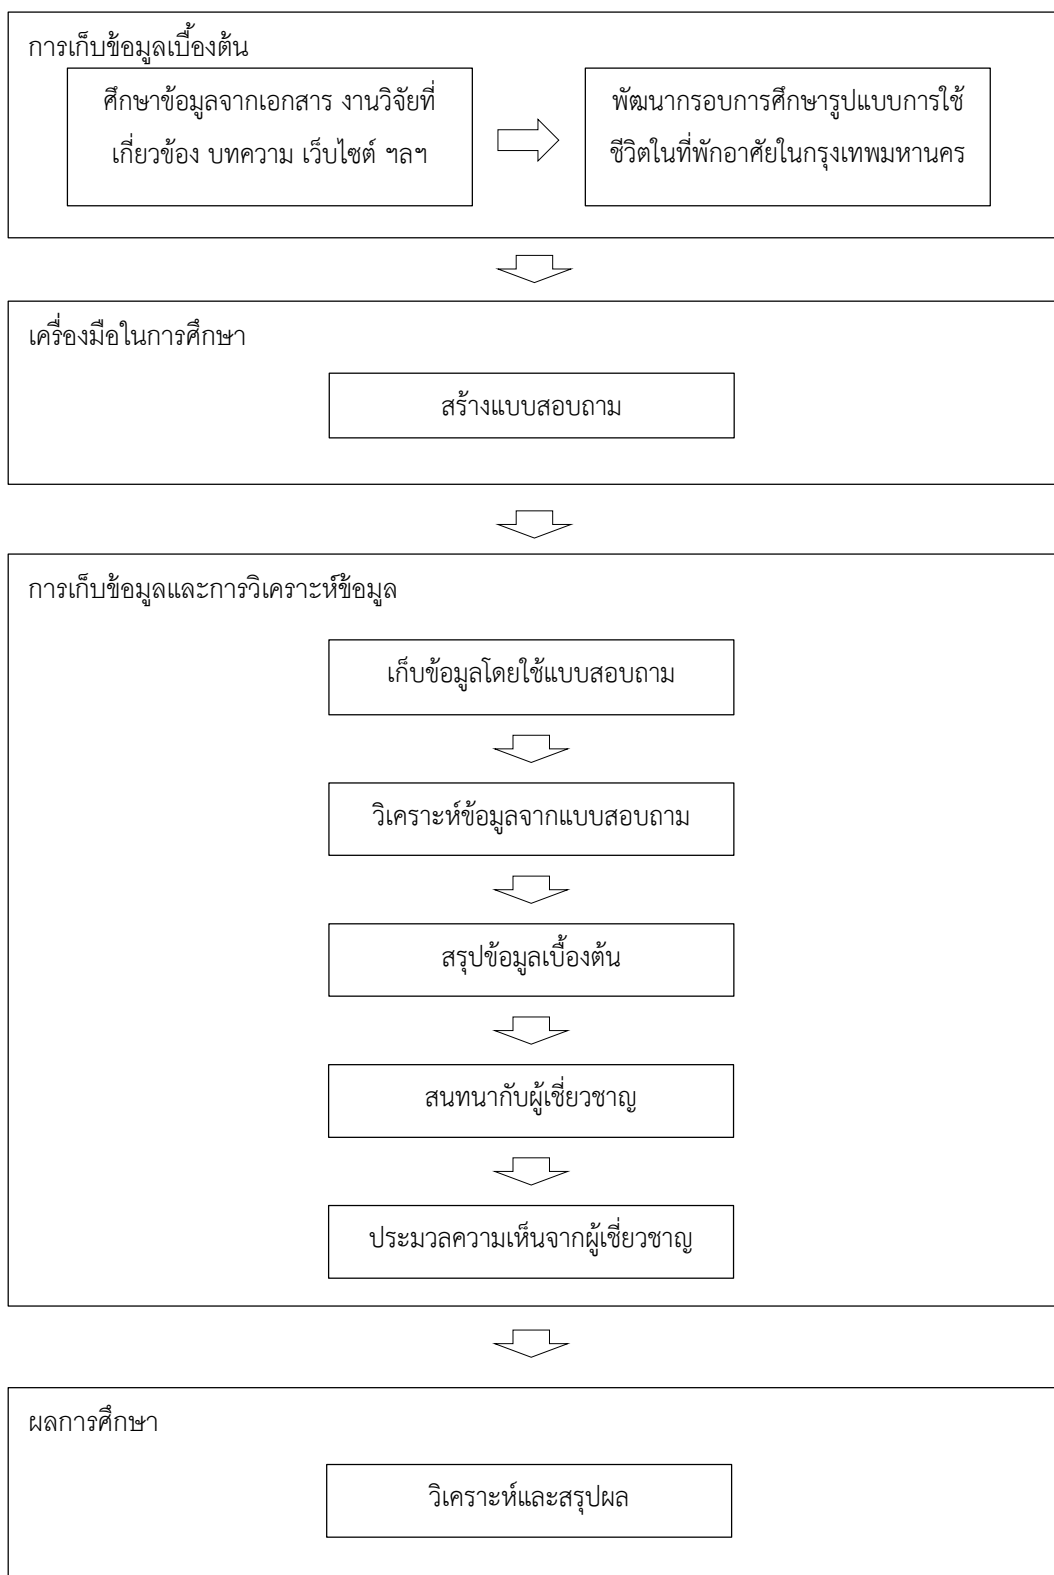 การเก็บข้อมูลเบื้องต้น
ศึกษาข้อมูลจากเอกสาร งานวิจัยที่
เกี่ยวข้อง บทความ เว็บไซต์ ฯลฯ
พัฒนากรอบการศึกษารูปแบบการใช้
ชีวิตในที่พักอาศัยในกรุงเทพมหานคร
เครื่องมือในการศึกษา
สร้างแบบสอบถาม
การเก็บข้อมูลและการวิเคราะห์ข้อมูล
เก็บข้อมูลโดยใช้แบบสอบถาม
วิเคราะห์ข้อมูลจากแบบสอบถาม
สรุปข้อมูลเบื้องต้น
สนทนากับผู้เชี่ยวชาญ
ประมวลความเห็นจากผู้เชี่ยวชาญ
ผลการศึกษา
วิเคราะห์และสรุปผล